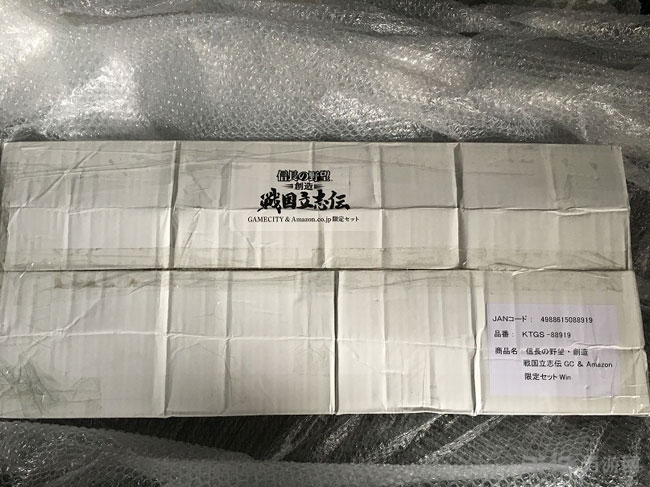 信長の野望
創造
戦国立志伝
GAMECITY & Amazon.co.jp 限定セット
JANコード : 4988615088919
品番 : KTGS-88919
商品名 : 信長の野望・創造
戦国立志伝 GC & Amazon
限定セット Win